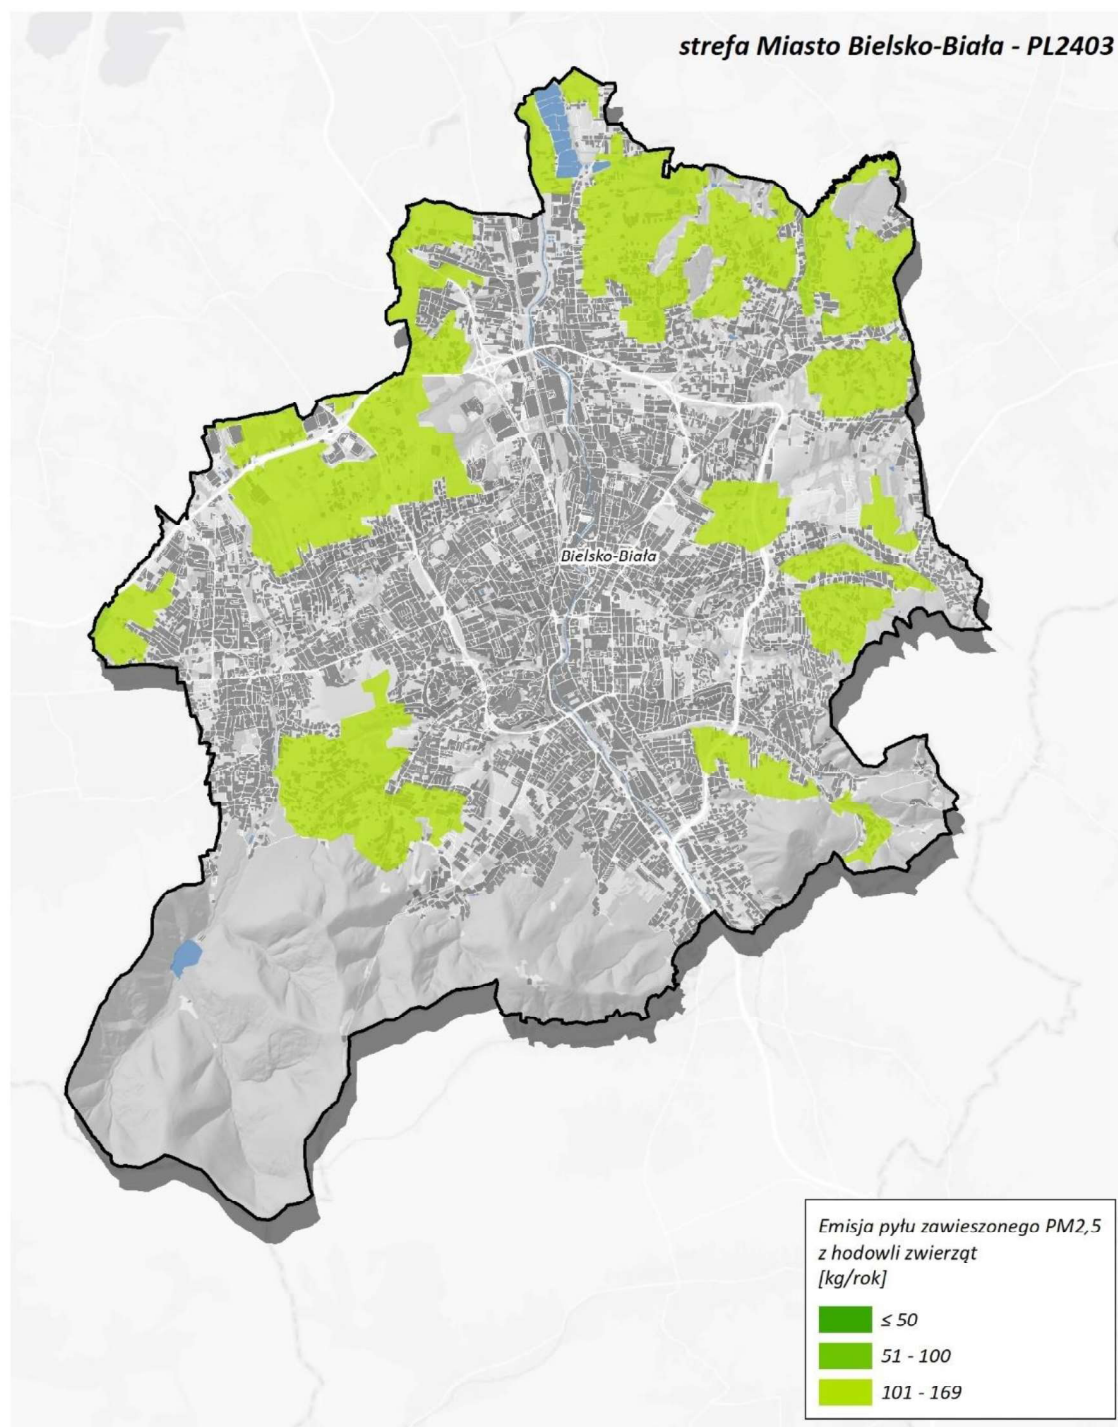 strefa Miasto Bielsko-Biała - PL2403
Bielsko-Biała
Emisja pyłu zawieszonego PM2,5
z hodowli zwierząt
[kg/rok]
≤ 50
51 - 100
101 - 169